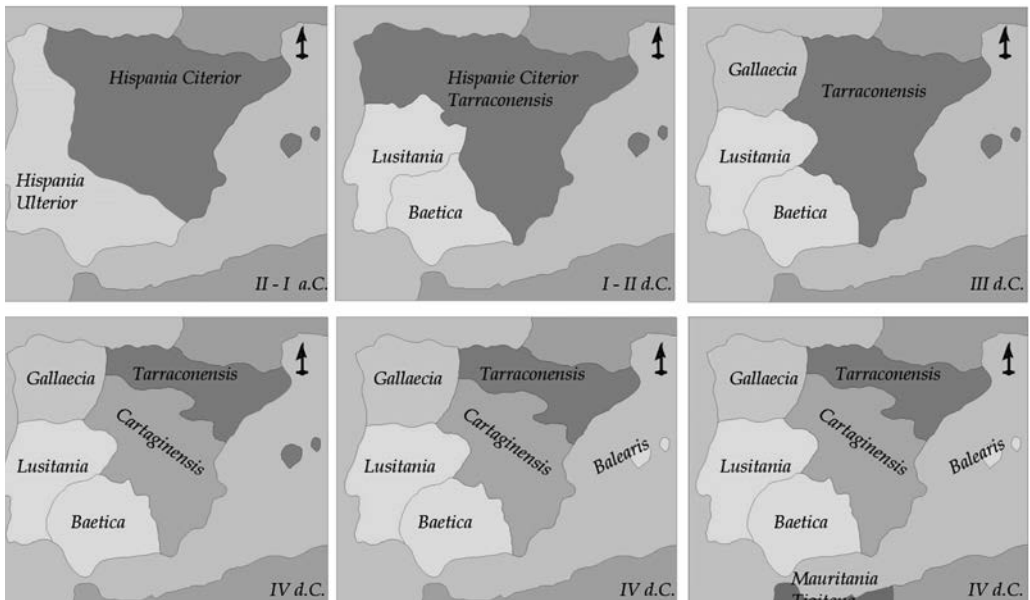 Hispania Citerior
Hispania
Ulterior
II - I a.C.
Hispanie Citerior
Tarraconensis
Lusitania
Baetica
I - II d.C.
Gallaecia
Tarraconensis
Lusitania
Baetica
III d.C.
Gallaecia
Tarraconensis
Cartaginensis
Lusitania
Baetica
IV d.C.
Gallaecia
Tarraconensis
Cartaginensis
Balearis
Lusitania
Baetica
IV d.C.
Gallaecia
Tarraconensis
Cartaginensis
Balearis
Lusitania
Baetica
Mauritania
IV d.C.